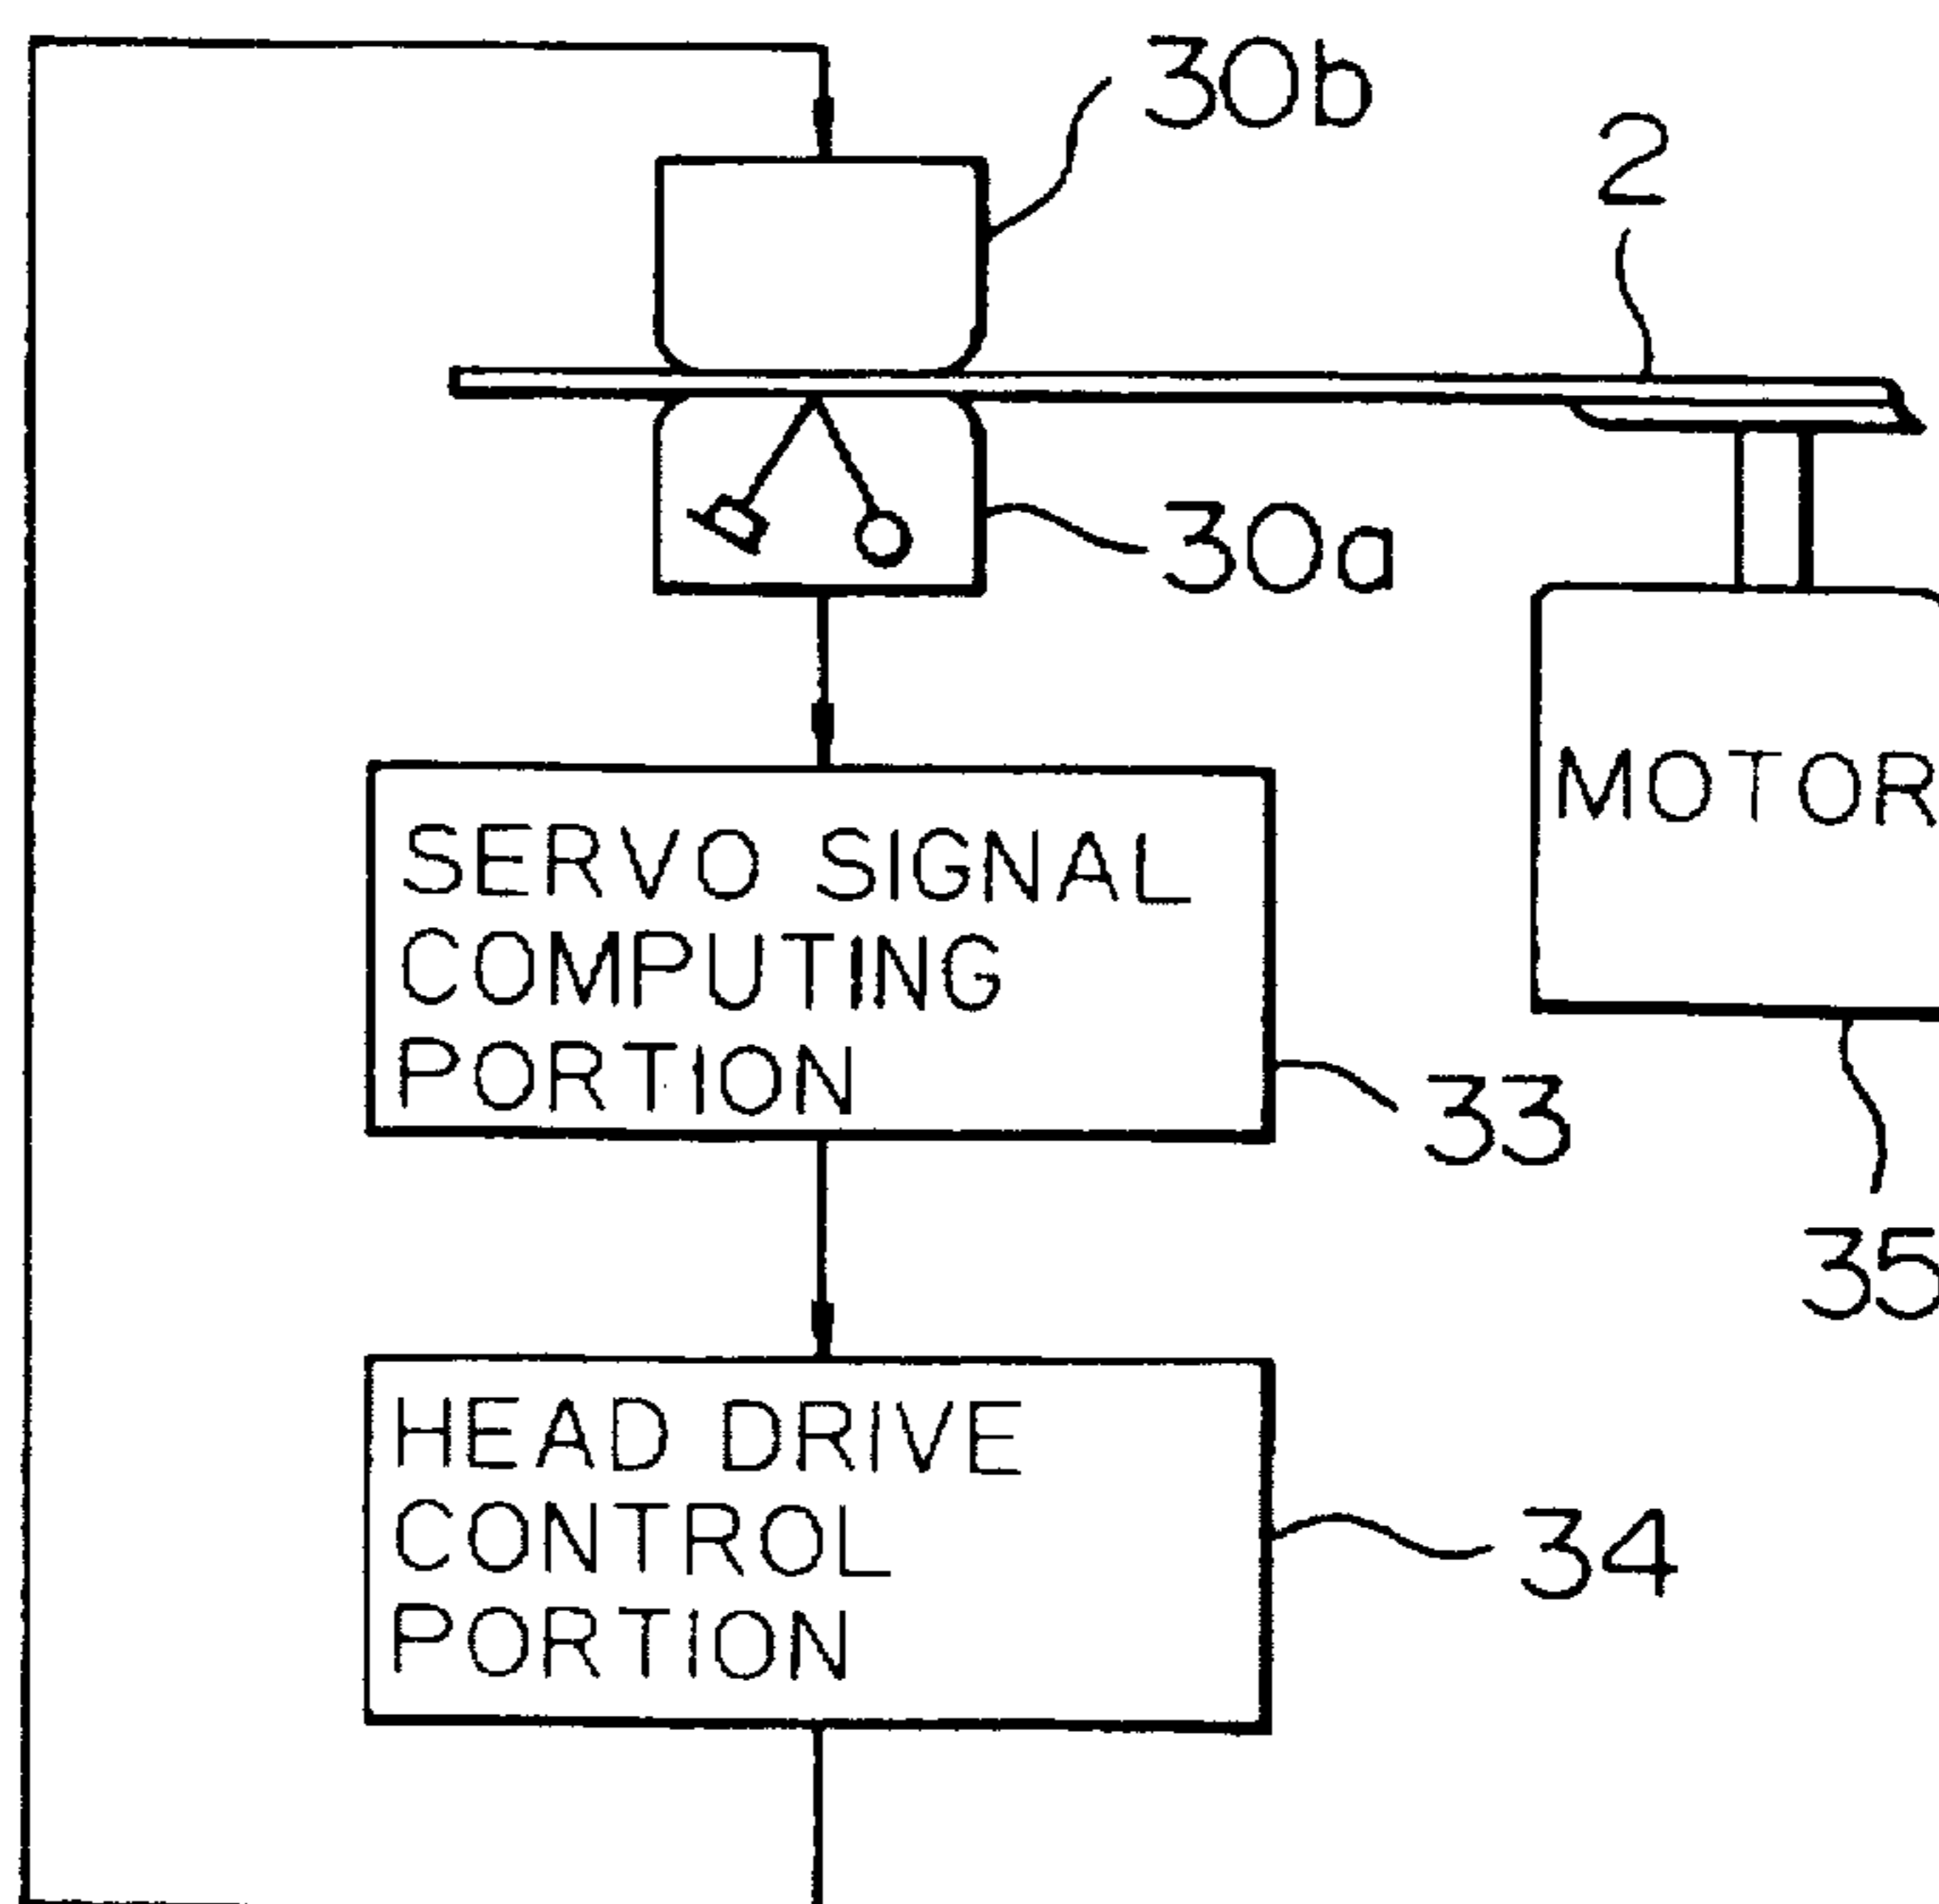 30b
2
30a
MOTOR
SERVO SIGNAL
COMPUTING
PORTION
33
35
HEAD DRIVE
CONTROL
PORTION
34